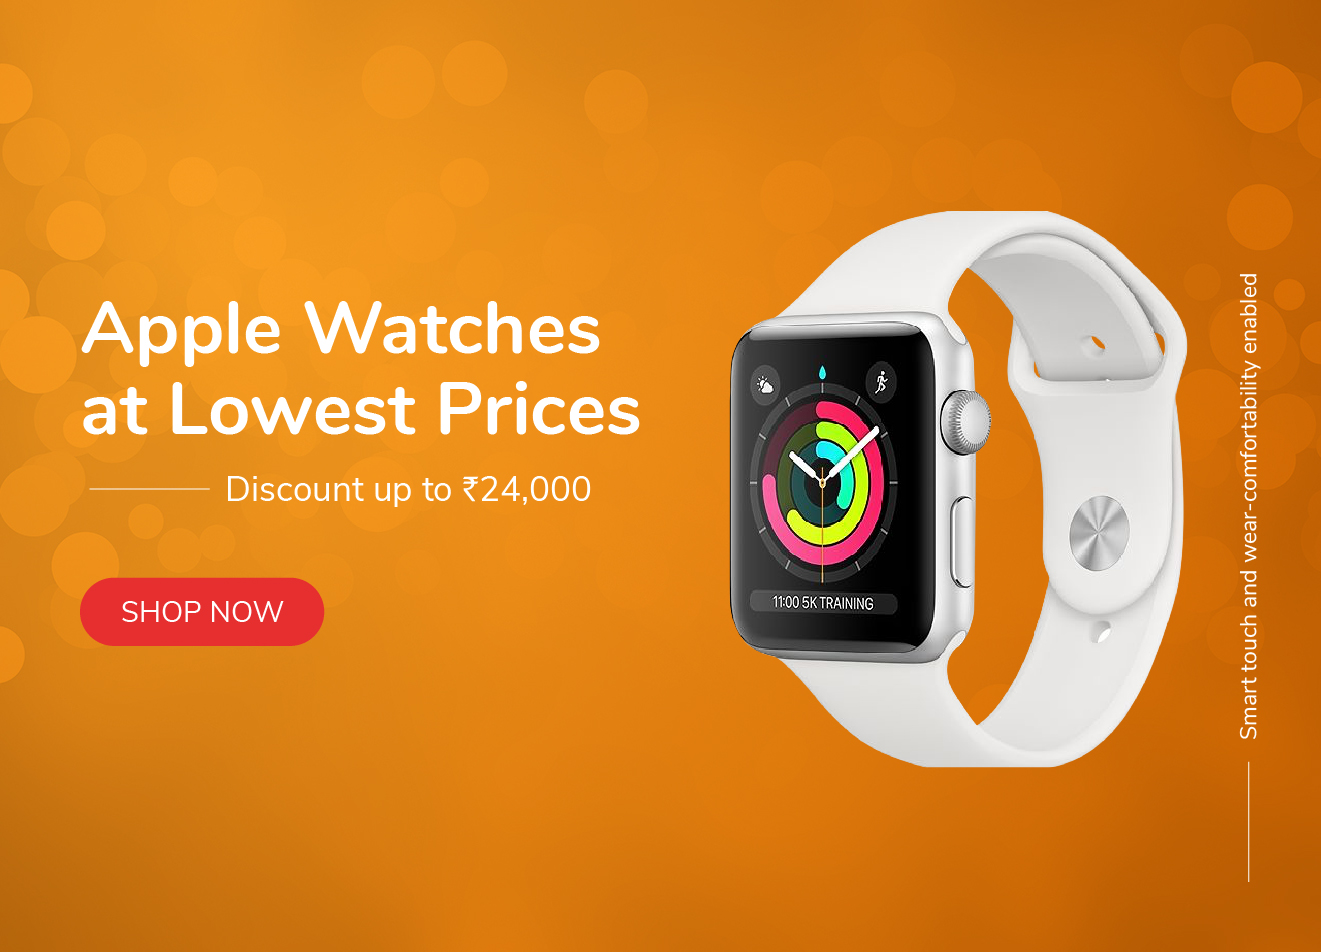 Apple Watches
at Lowest Prices
Discount up to ₹24,000
SHOP NOW
11:00 5K TRAINING
Smart touch and wear-comfortability enabled